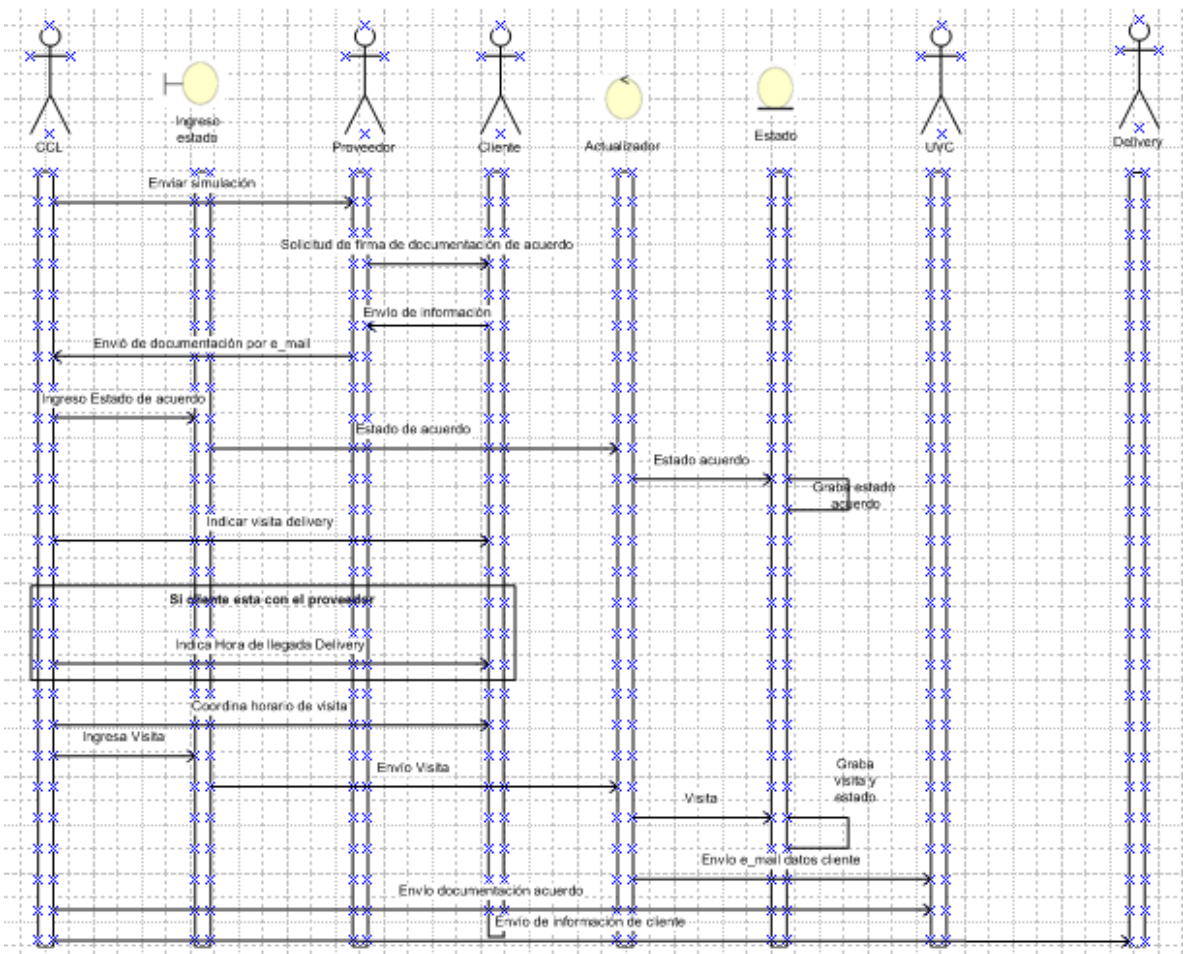 CCL
Ingreso
estado
Proveedor
Cliente
Actualizador
Estado
UVC
Delivery
Enviar simulación
Solicitud de firma de documentación de acuerdo
Envío de información
Envió de documentación por e_mail
Ingreso Estado de acuerdo
Estado de acuerdo
Estado acuerdo
Graba estado
acuerdo
Indicar visita delivery
Si cliente esta con el proveedor
Indica Hora de llegada Delivery
Coordina horario de visita
Ingresa Visita
Envío Visita
Graba
visita y
estado
Visita
Envío e_mail datos cliente
Envío documentación acuerdo
Envío de información de cliente